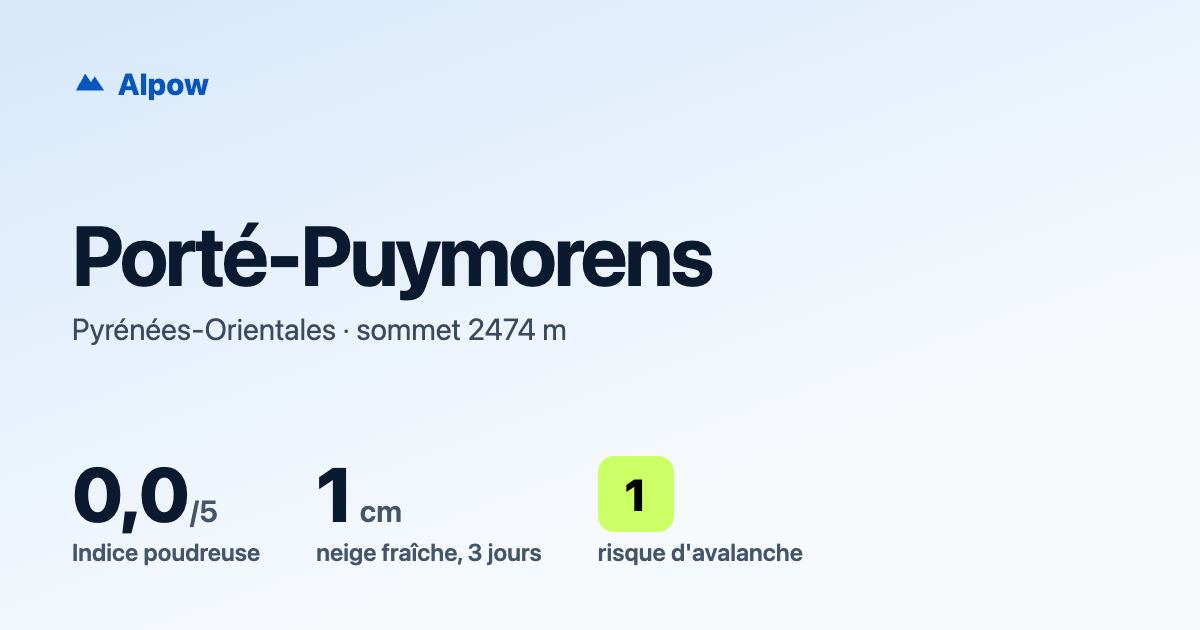 Alpow
Porté-Puymorens
Pyrénées-Orientales · sommet 2474 m
0,0/5
Indice poudreuse
1 cm
neige fraîche, 3 jours
1
risque d'avalanche